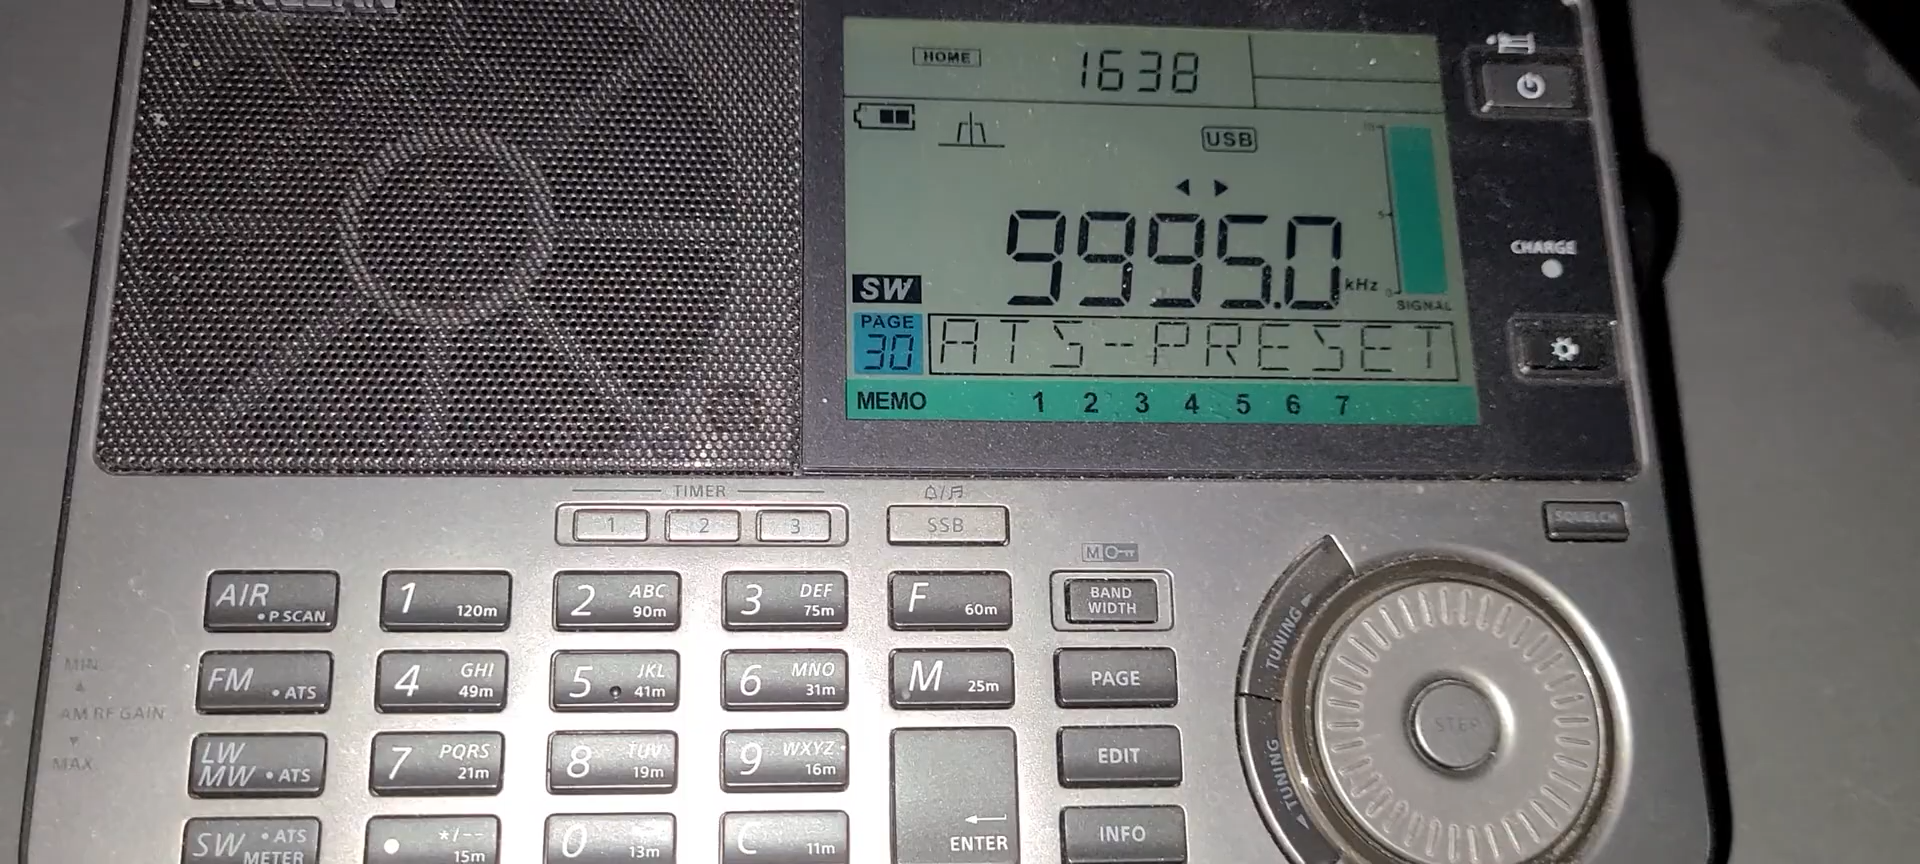 HOME 1638
USB
10
5
9995.0 kHz
0
SIGNAL
SW
PAGE
30 ATS-PRESET
MEMO 1 2 3 4 5 6 7
CHARGE
TIMER
1 2 3 SSB
SQUELCH
M
AIR • P SCAN 1 120m 2 ABC 90m 3 DEF 75m F 60m BAND WIDTH
TUNING
MIN
AM RF GAIN
MAX
FM • ATS 4 GHI 49m 5 JKL 41m 6 MNO 31m M 25m PAGE
STEP
LW MW • ATS 7 PQRS 21m 8 TUV 19m 9 WXYZ 16m EDIT
TUNING
SW • ATS METER • */-- 15m 0 13m C 11m ENTER INFO